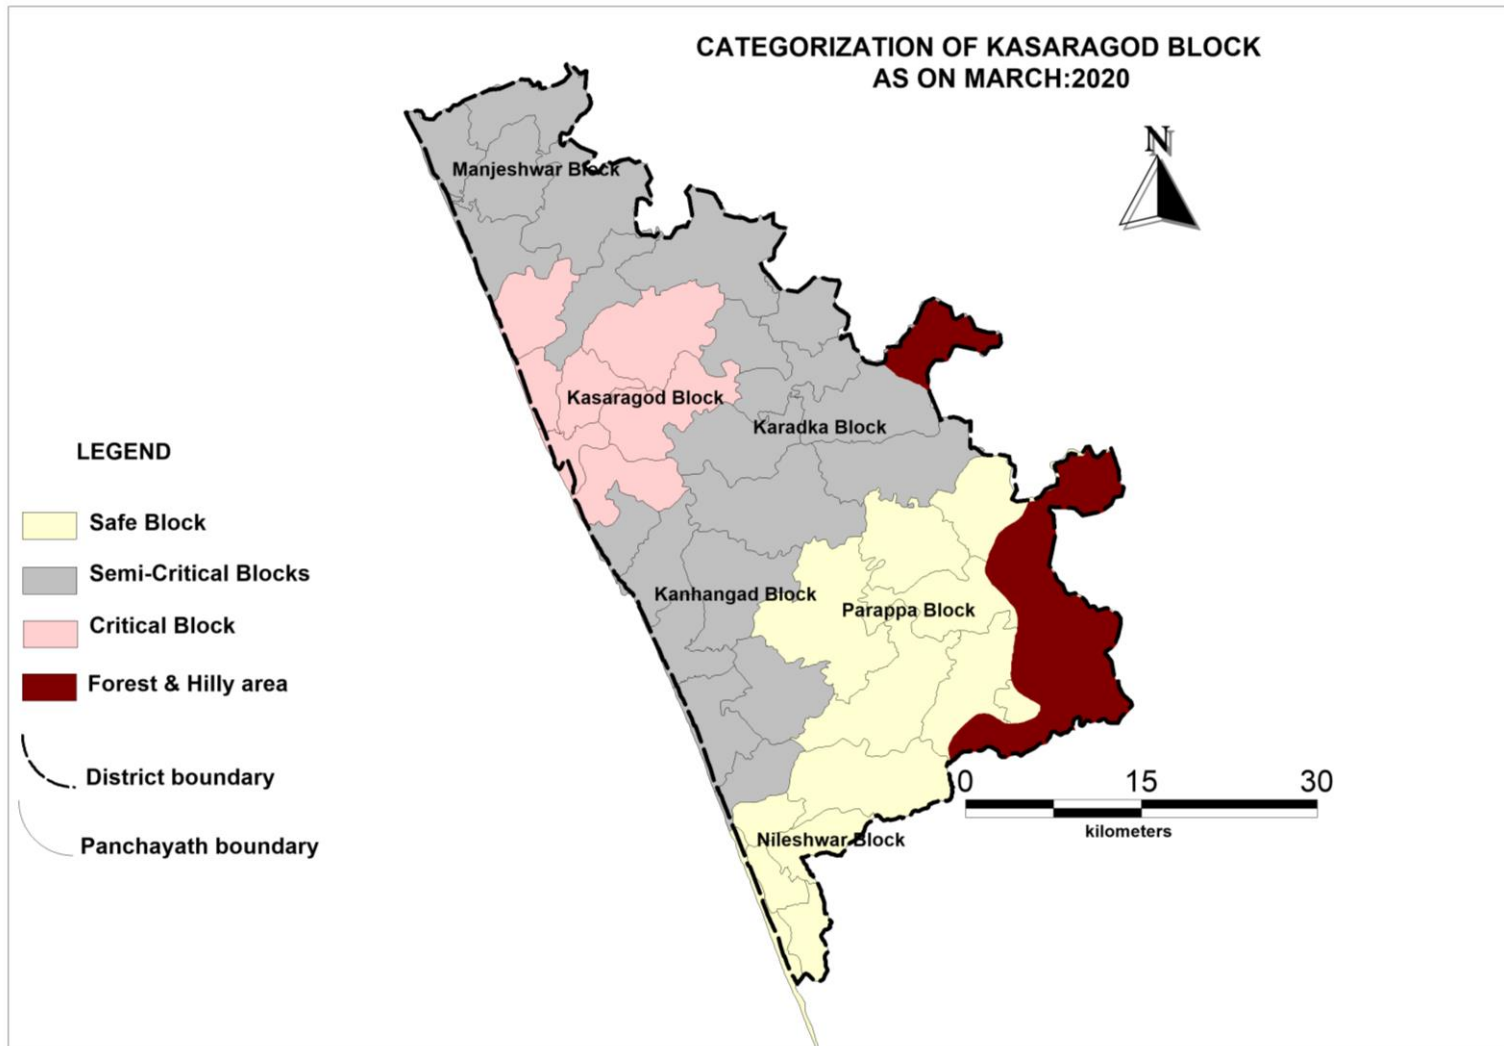 CATEGORIZATION OF KASARAGOD BLOCK
AS ON MARCH:2020
N
Manjeshwar Block
Kasaragod Block
Karadka Block
LEGEND
Safe Block
Semi-Critical Blocks
Critical Block
Forest & Hilly area
District boundary
Panchayath boundary
Kanhangad Block
Parappa Block
Nileshwar Block
0 15 30
kilometers